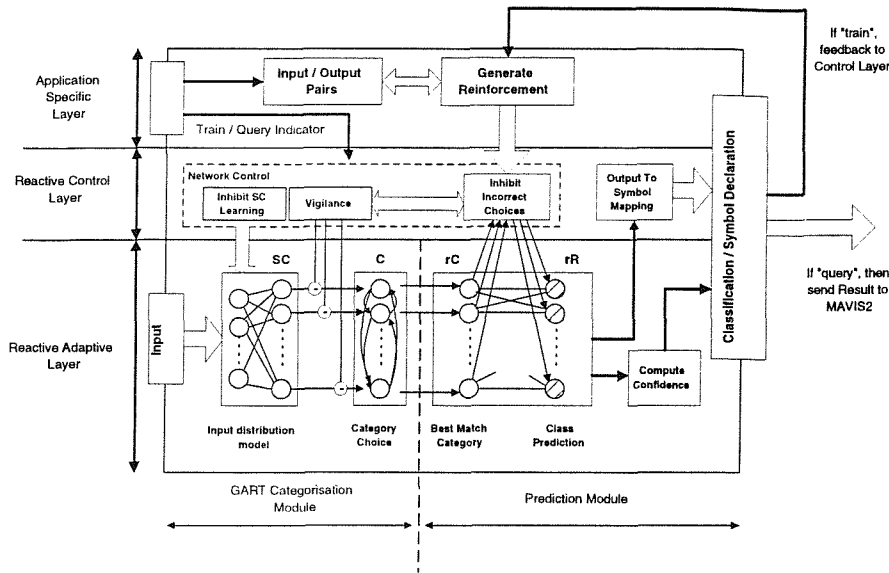 If "train",
feedback to
Control Layer
Application
Specific
Layer
Input / Output
Pairs
Generate
Reinforcement
Train / Query Indicator
Reactive Control
Layer
Network Control
Inhibit SC
Learning
Vigilance
Inhibit
Incorrect
Choices
Output To
Symbol
Mapping
Classification / Symbol Declaration
If "query", then
send Result to
MAVIS2
SC
C
rC
rR
Reactive Adaptive
Layer
Input
Compute
Confidence
Input distribution
model
Category
Choice
Best Match
Category
Class
Prediction
GART Categorisation
Module
Prediction Module